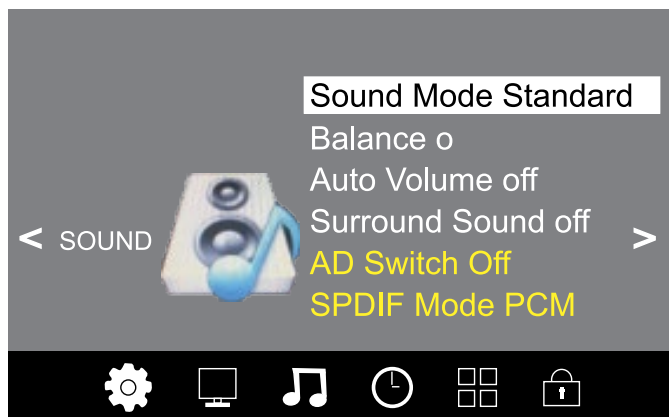 Sound Mode Standard
Balance o
Auto Volume off
Surround Sound off
< SOUND >
AD Switch Off
SPDIF Mode PCM